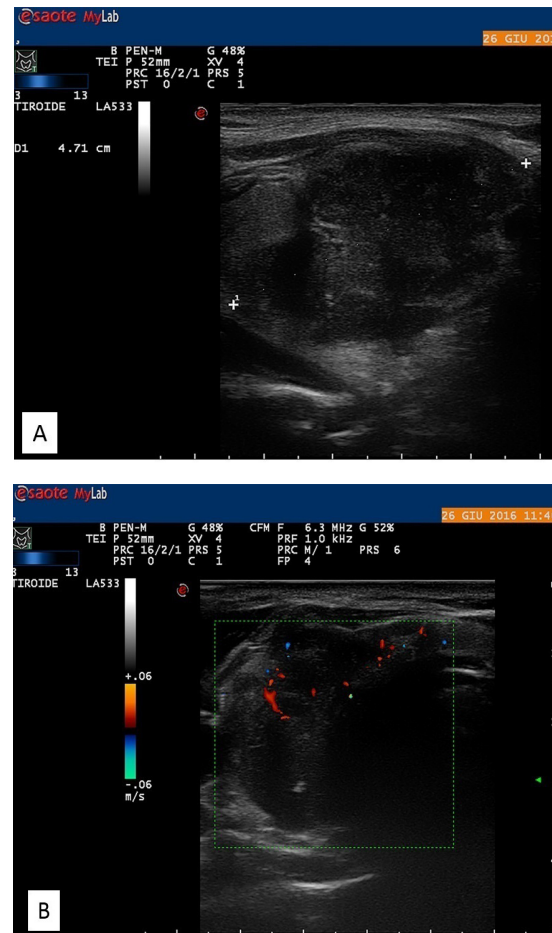 esaote MyLab
26 GIU 201
B PEN-M G 48%
TEI P 52mm XV 4
PRC 16/2/1 PRS 5
PST 0 C 1
T
3 13
TIROIDE LA533
e
D1 4.71 cm
1
A
esaote MyLab
26 GIU 2016 11:4
B PEN-M G 48% CFM F 6.3 MHz G 52%
TEI P 52mm XV 4 PRF 1.0 kHz
PRC 16/2/1 PRS 5 PRC M/ 1 PRS 6
PST 0 C 1 FP 4
T
3 13
TIROIDE LA533
e
+.06
-.06
m/s
B